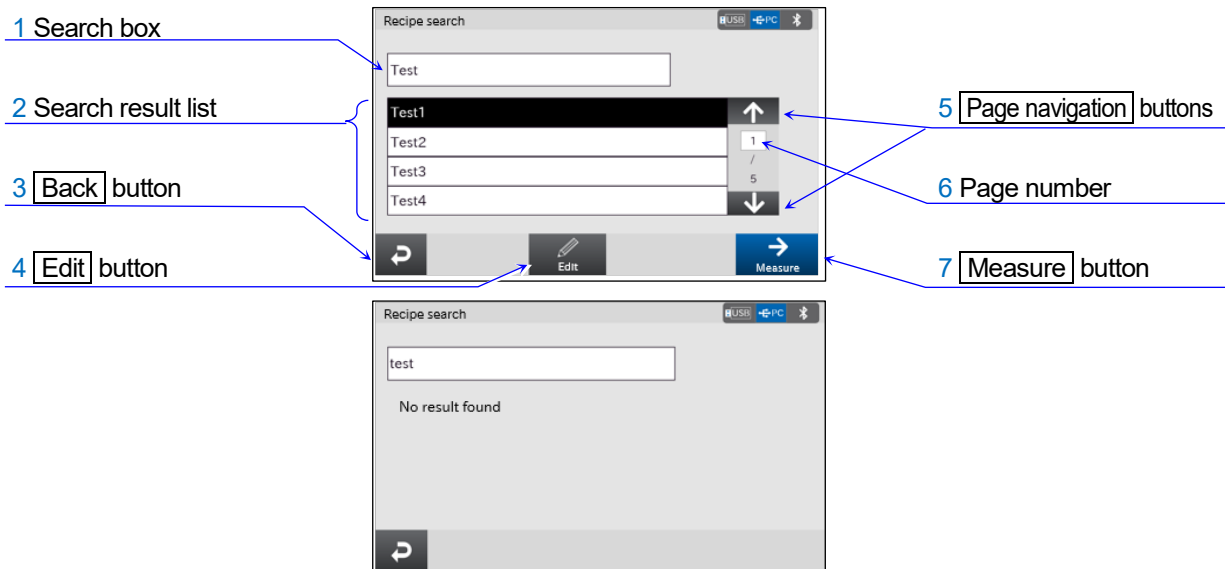 1 Search box
2 Search result list
3 Back button
4 Edit button
Recipe search
USB PC
Test
Test1
Test2
Test3
Test4
1
/
5
Edit
Measure
5 Page navigation buttons
6 Page number
7 Measure button
Recipe search
USB PC
test
No result found